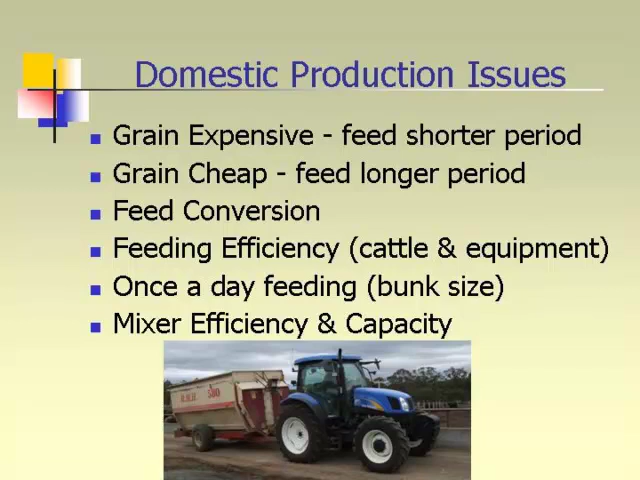 Domestic Production Issues
Grain Expensive - feed shorter period
Grain Cheap - feed longer period
Feed Conversion
Feeding Efficiency (cattle & equipment)
Once a day feeding (bunk size)
Mixer Efficiency & Capacity
500